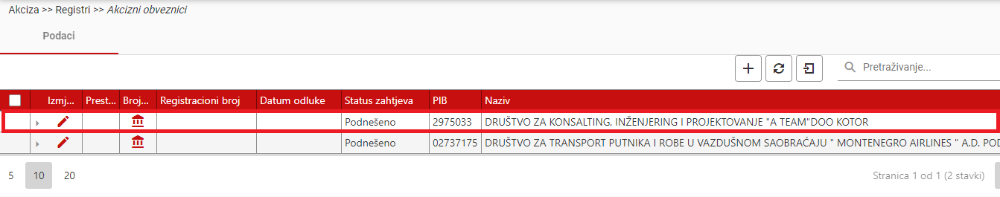 Akciza >> Registri >> Akcizni obveznici
Podaci
Pretraživanje...
Izmj... Prest... Broj... Registracioni broj Datum odluke Status zahtjeva PIB Naziv
Podnešeno 2975033 DRUŠTVO ZA KONSALTING, INŽENJERING I PROJEKTOVANJE "A TEAM"DOO KOTOR
Podnešeno 02737175 DRUŠTVO ZA TRANSPORT PUTNIKA I ROBE U VAZDUŠNOM SAOBRAĆAJU " MONTENEGRO AIRLINES " A.D. POD
5 10 20 Stranica 1 od 1 (2 stavki)